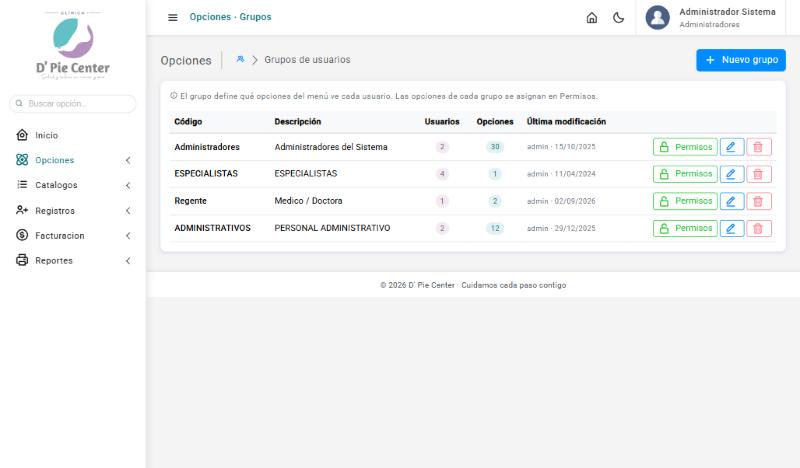 CLINICA
D' Pie Center
Buscar opción...
Inicio
Opciones
Catalogos
Registros
Facturacion
Reportes
Opciones · Grupos
Administrador Sistema
Administradores
Opciones
Grupos de usuarios
Nuevo grupo
El grupo define qué opciones del menú ve cada usuario. Las opciones de cada grupo se asignan en Permisos.
Código Descripción Usuarios Opciones Última modificación
Administradores Administradores del Sistema 2 30 admin · 15/10/2025 Permisos
ESPECIALISTAS ESPECIALISTAS 4 1 admin · 11/04/2024 Permisos
Regente Medico / Doctora 1 2 admin · 02/09/2026 Permisos
ADMINISTRATIVOS PERSONAL ADMINISTRATIVO 2 12 admin · 29/12/2025 Permisos
© 2026 D' Pie Center · Cuidamos cada paso contigo